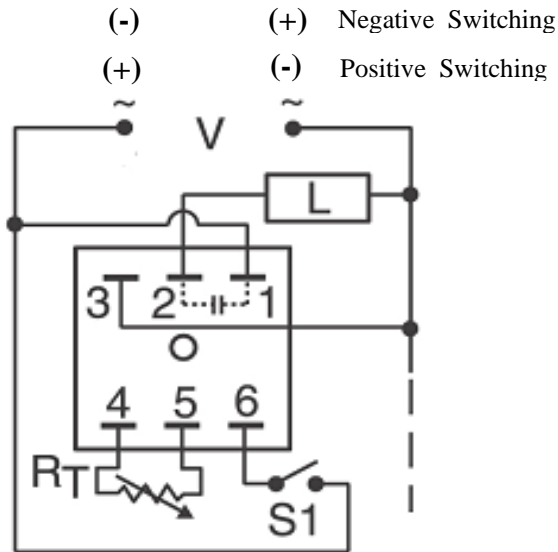 (-) (+) Negative Switching
(+) (-) Positive Switching
~ ~
V
L
3 2 1
4 5 6
RT
S1